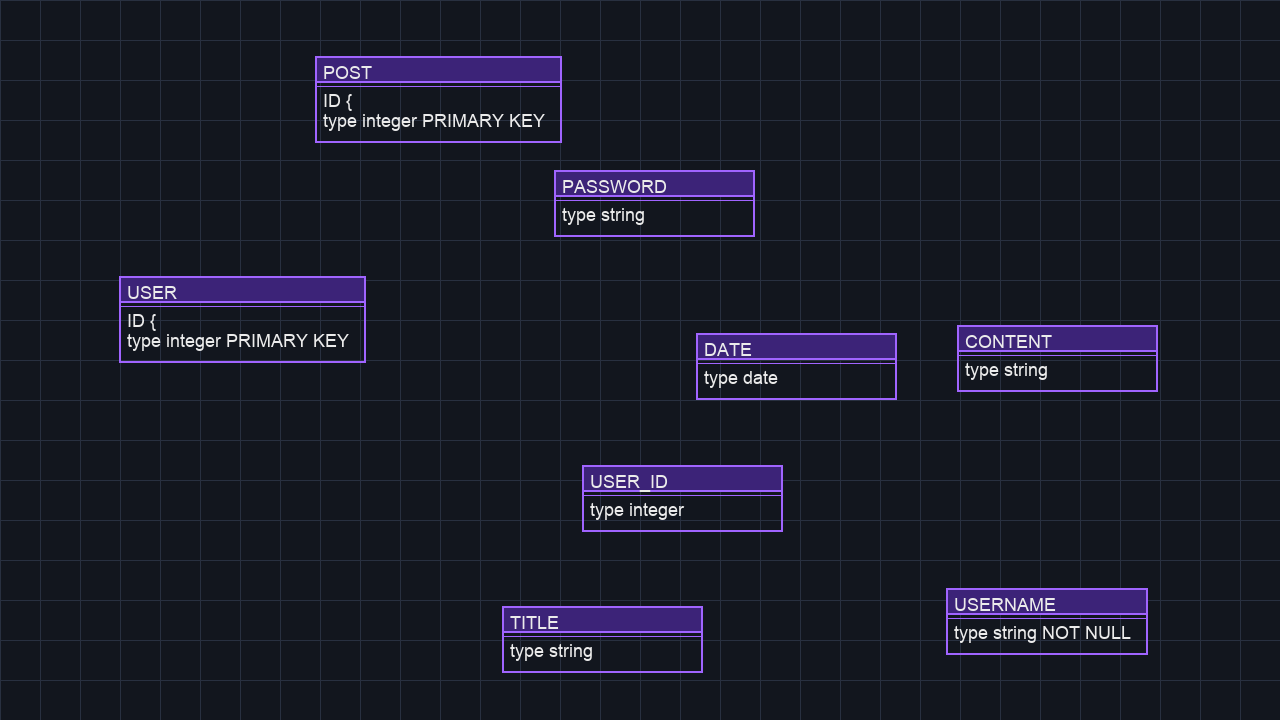 POST
ID {
type integer PRIMARY KEY
PASSWORD
type string
USER
ID {
type integer PRIMARY KEY
DATE
type date
CONTENT
type string
USER_ID
type integer
TITLE
type string
USERNAME
type string NOT NULL